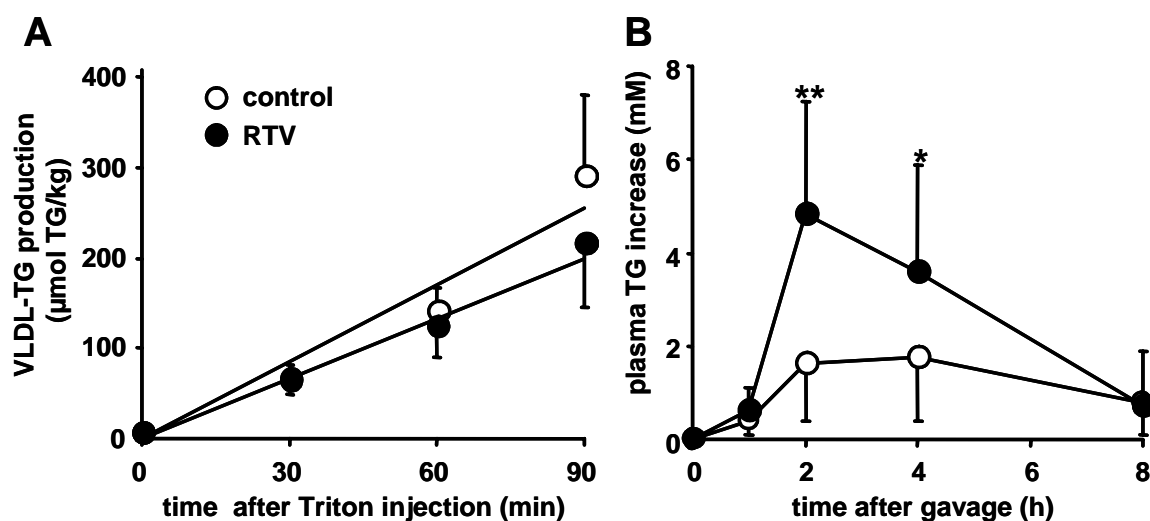 A
VLDL-TG production
(µmol TG/kg)
400
300
200
100
0
control
RTV
0 30 60 90
time after Triton injection (min)
B
plasma TG increase (mM)
8
6
4
2
0
**
*
0 2 4 6 8
time after gavage (h)